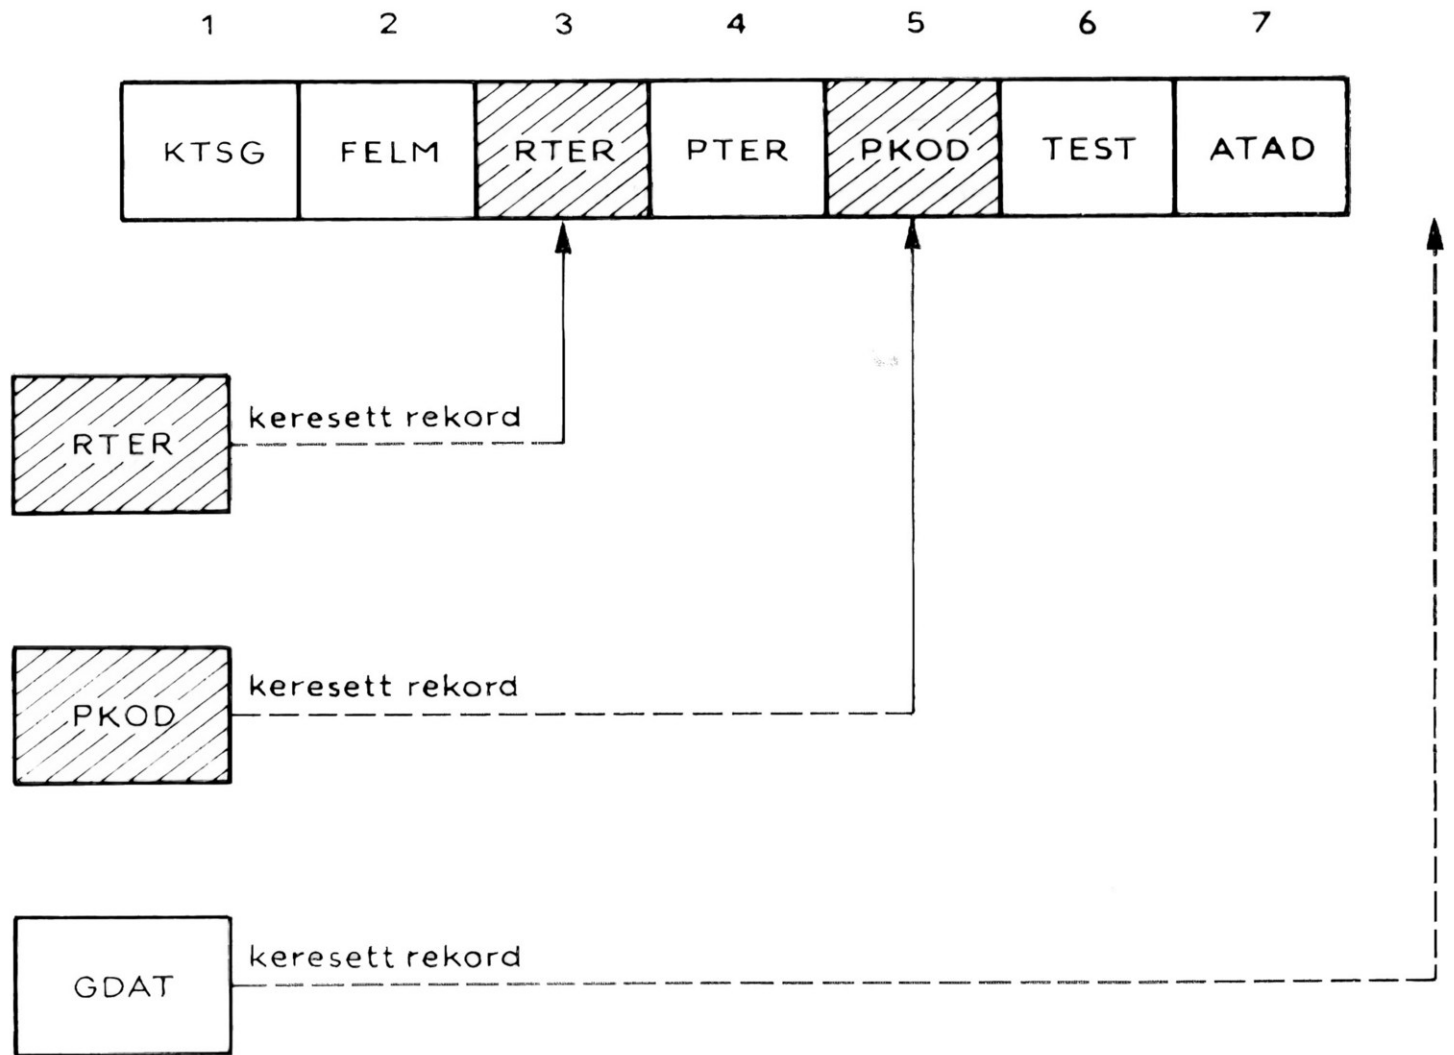 1 2 3 4 5 6 7
KTSG FELM RTER PTER PKOD TEST ATAD
keresett rekord
RTER
keresett rekord
PKOD
keresett rekord
GDAT